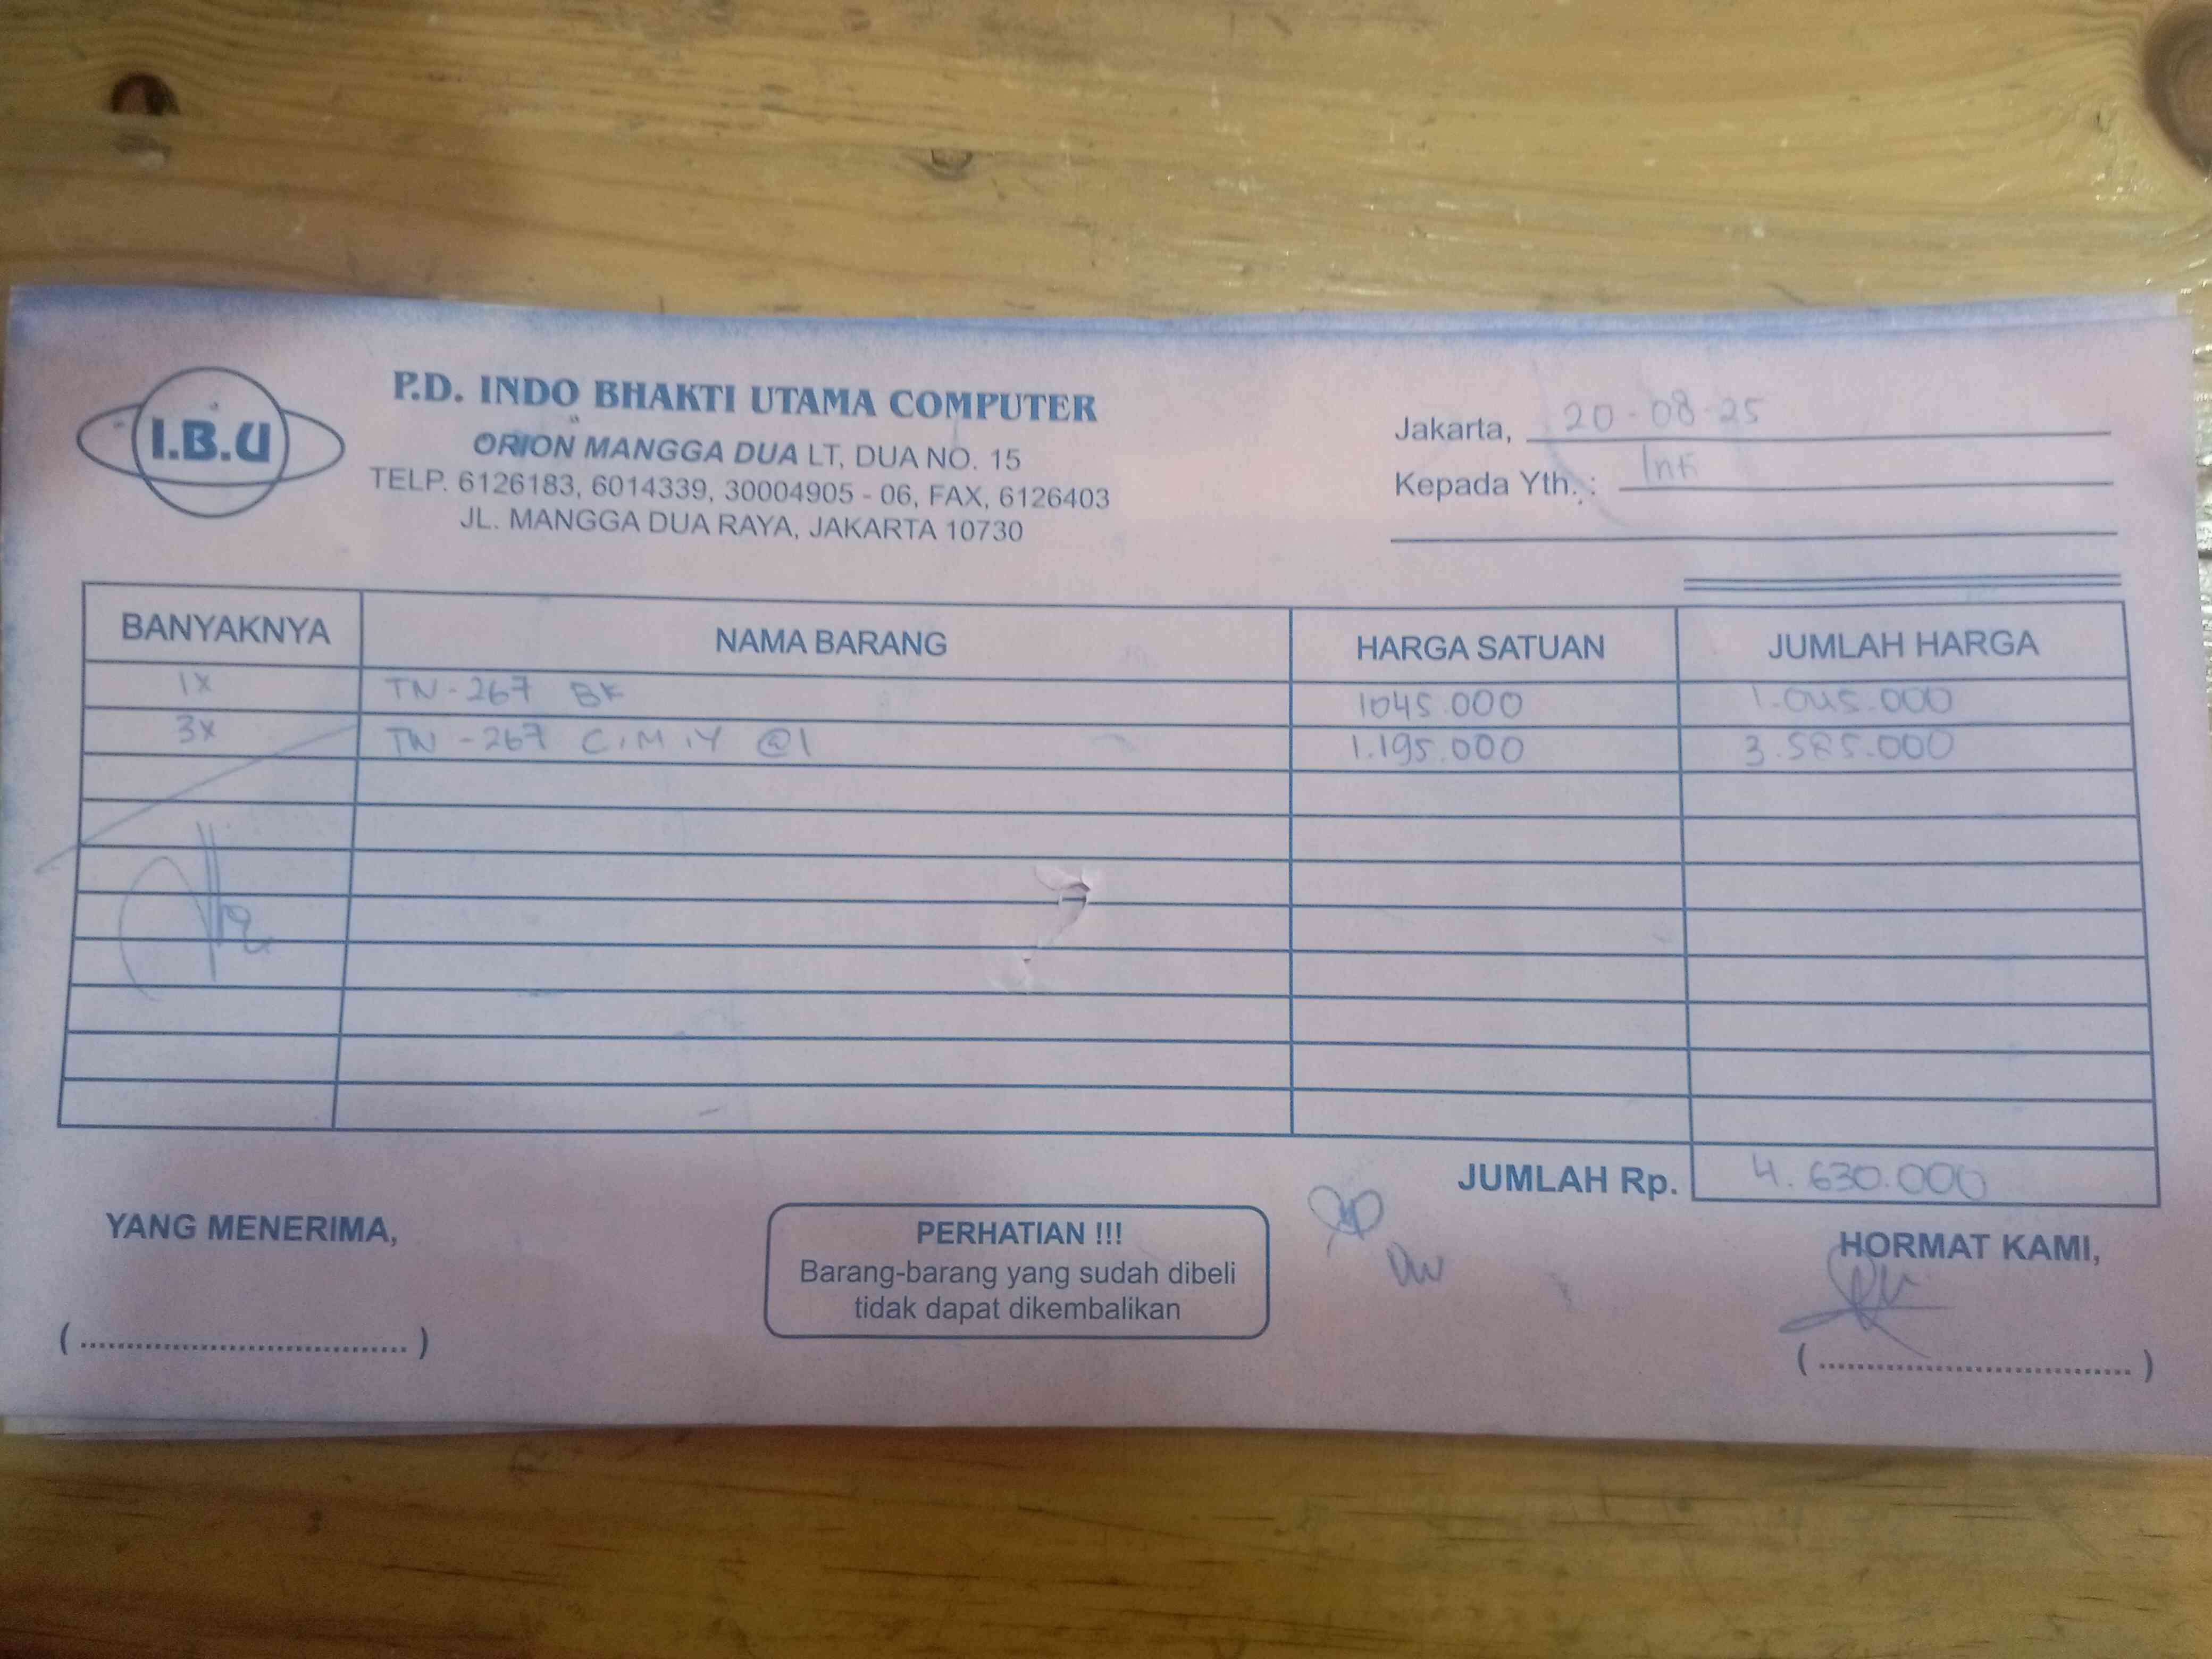 I.B.U
P.D. INDO BHAKTI UTAMA COMPUTER
ORION MANGGA DUA LT, DUA NO. 15
TELP. 6126183, 6014339, 30004905 - 06, FAX, 6126403
JL. MANGGA DUA RAYA, JAKARTA 10730
Jakarta, 20-08-25
Kepada Yth. :
BANYAKNYA NAMA BARANG HARGA SATUAN JUMLAH HARGA
1x TN-267 BK 1045.000 1.045.000
3x TN-267 C,M,Y @1 1.195.000 3.585.000
JUMLAH Rp. 4.630.000
YANG MENERIMA,
PERHATIAN !!!
Barang-barang yang sudah dibeli
tidak dapat dikembalikan
HORMAT KAMI,